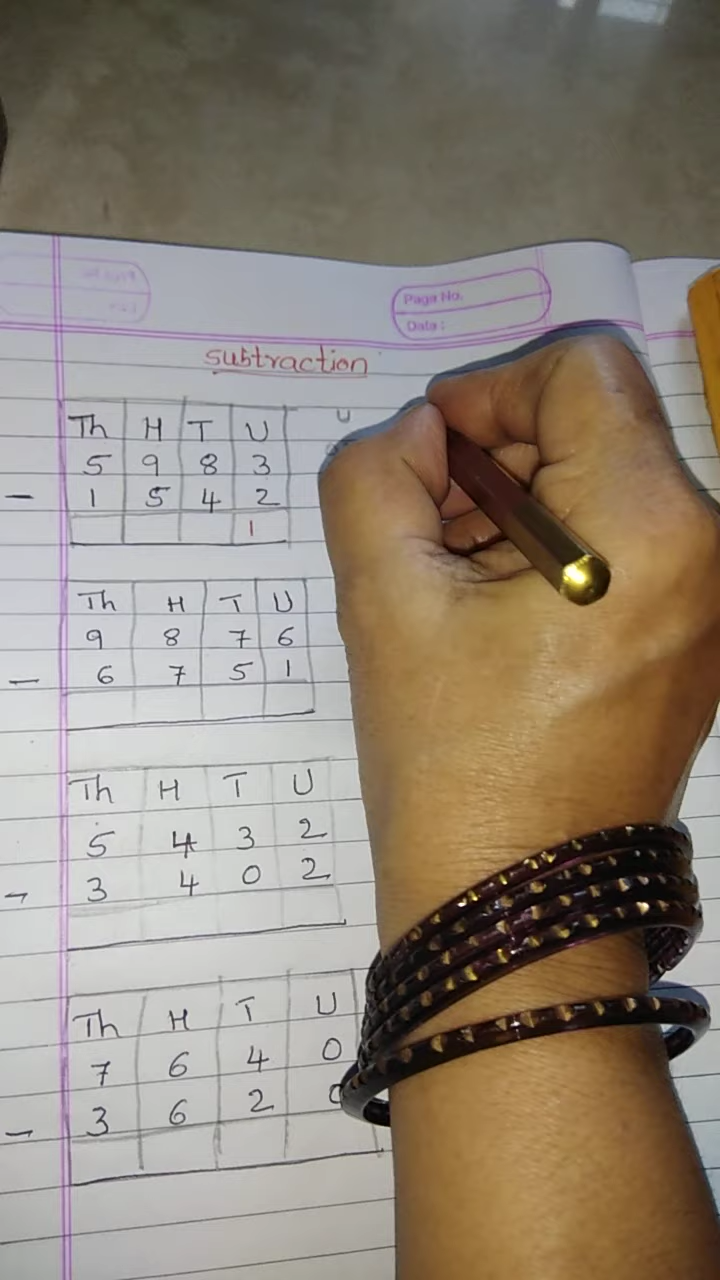 Page No.
Date:
subtraction
Th H T U
5 9 8 3
- 1 5 4 2
1
Th H T U
9 8 7 6
- 6 7 5 1
Th H T U
5 4 3 2
- 3 4 0 2
Th H T U
7 6 4 0
- 3 6 2 0
U